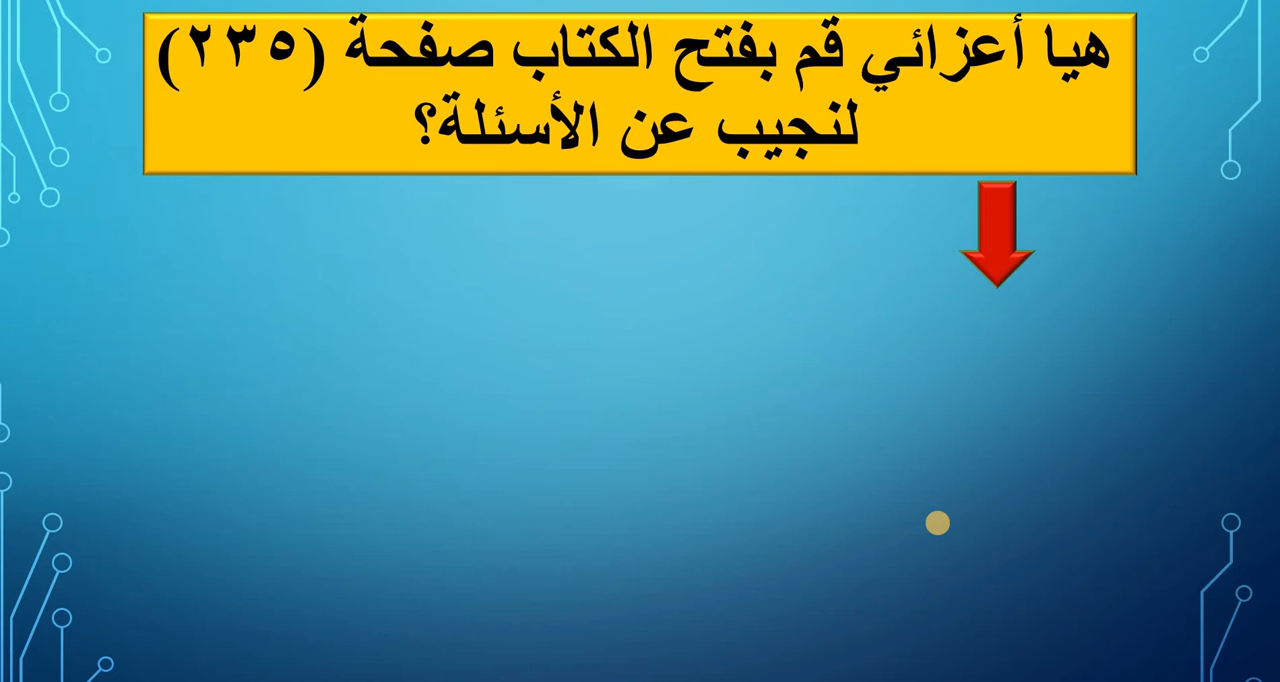 هيا أعزائي قم بفتح الكتاب صفحة (٢٣٥)
لنجيب عن الأسئلة؟